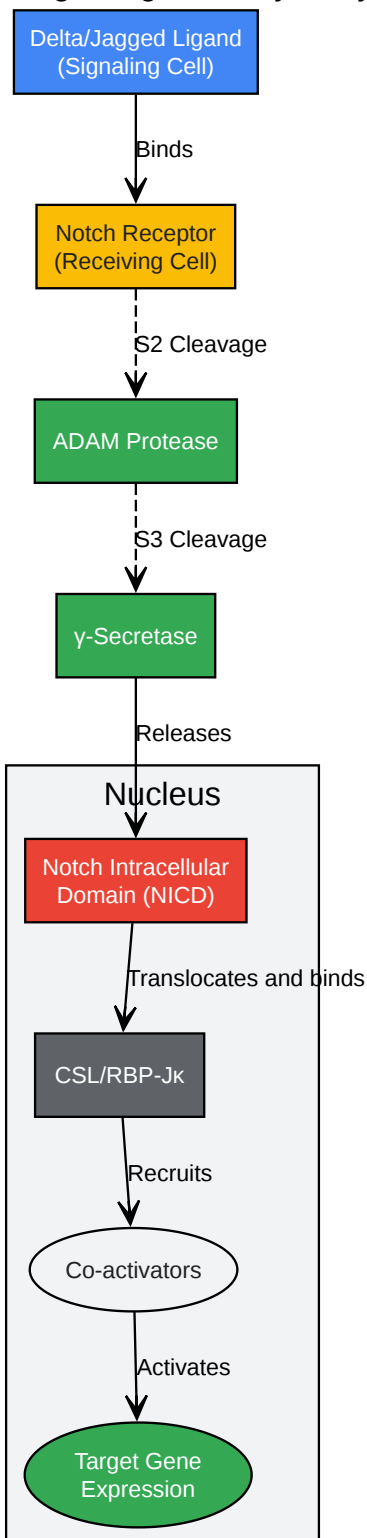 Delta/Jagged Ligand
(Signaling Cell)
Binds
Notch Receptor
(Receiving Cell)
S2 Cleavage
ADAM Protease
S3 Cleavage
γ-Secretase
Releases
Nucleus
Notch Intracellular
Domain (NICD)
Translocates and binds
CSL/RBP-Jκ
Recruits
Co-activators
Activates
Target Gene
Expression